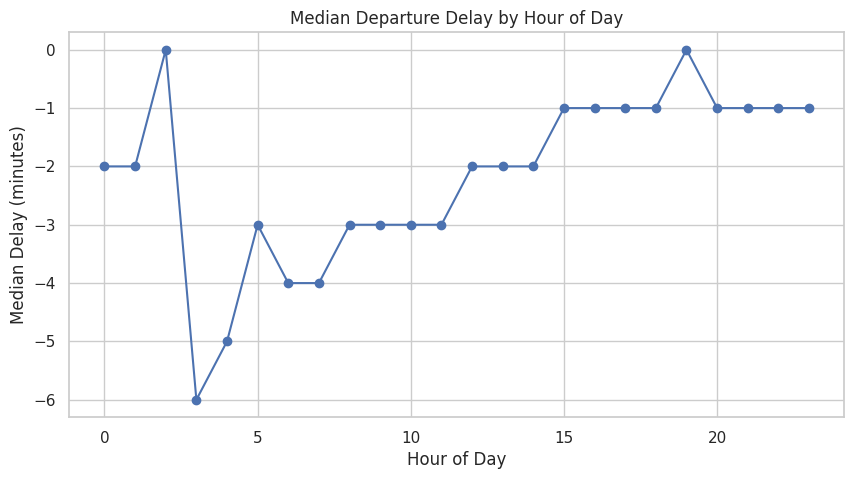 Median Departure Delay by Hour of Day
Median Delay (minutes)
0
−1
−2
−3
−4
−5
−6
0 5 10 15 20
Hour of Day